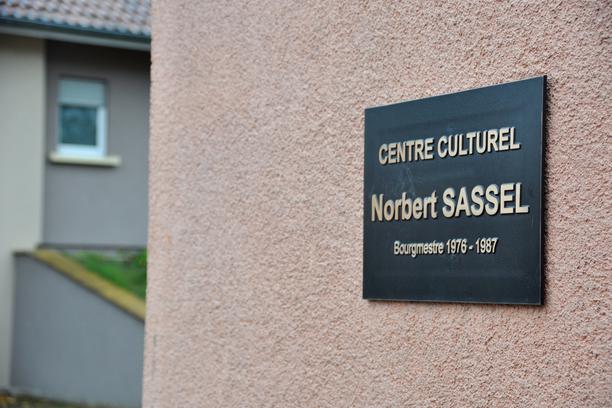 CENTRE CULTUREL
Norbert SASSEL
Bourgmestre 1976 - 1987